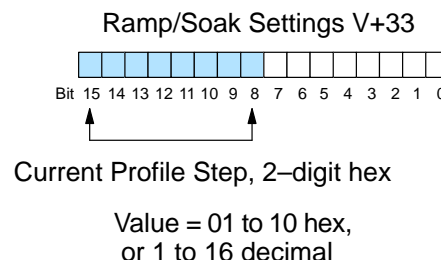 Ramp/Soak Settings V+33
Bit 15 14 13 12 11 10 9 8 7 6 5 4 3 2 1 0
Current Profile Step, 2–digit hex
Value = 01 to 10 hex,
or 1 to 16 decimal